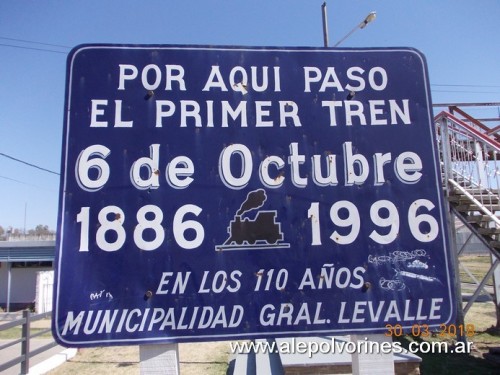 POR AQUI PASO
EL PRIMER TREN
6 de Octubre
1886 1996
EN LOS 110 AÑOS
MUNICIPALIDAD GRAL. LEVALLE
30.03.2018
www.alepolvorines.com.ar